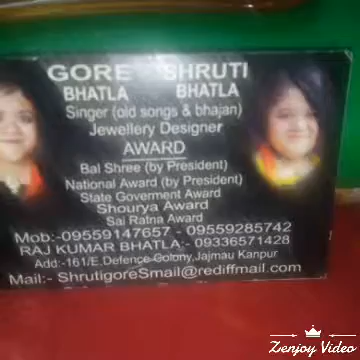 GORE SHRUTI
BHATLA BHATLA
Singer (old songs & bhajan)
Jewellery Designer
AWARD
Bal Shree (by President)
National Award (by President)
State Goverment Award
Shourya Award
Sai Ratna Award
Mob:-09559147657 - 09559285742
RAJ KUMAR BHATLA:- 09336571428
Add:-161/E,Defence Colony,Jajmau Kanpur
Mail:- ShrutigoreSmail@rediffmail.com
Zenjoy Video